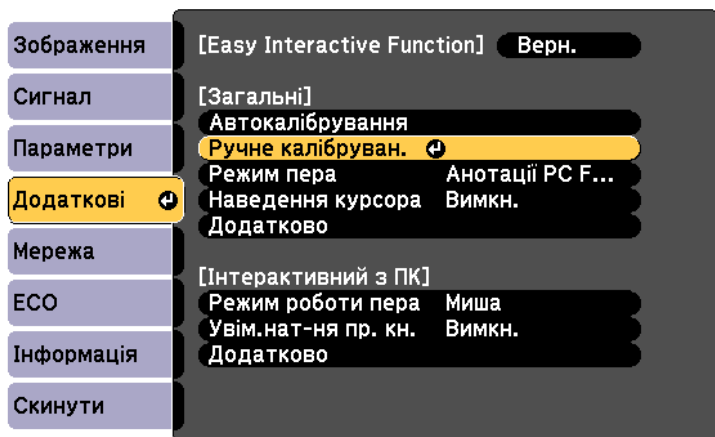 Зображення
Сигнал
Параметри
Додаткові
Мережа
ECO
Інформація
Скинути
[Easy Interactive Function] Верн.
[Загальні]
Автокалібрування
Ручне калібруван.
Режим пера Анотації PC F...
Наведення курсора Вимкн.
Додатково
[Інтерактивний з ПК]
Режим роботи пера Миша
Увім.нат-ня пр. кн. Вимкн.
Додатково